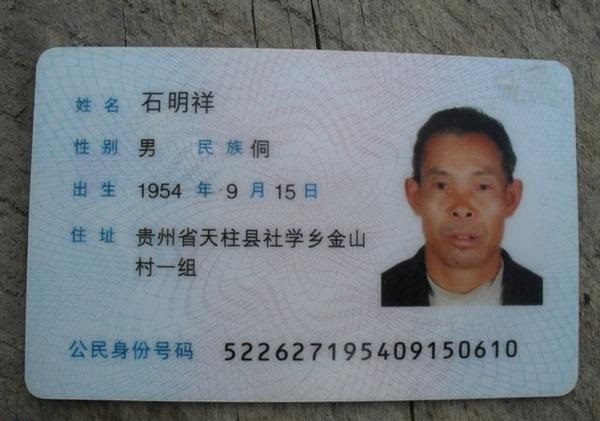 姓名 石明祥
性别 男 民族 侗
出生 1954 年 9 月 15 日
住址 贵州省天柱县社学乡金山
村一组
公民身份号码 522627195409150610